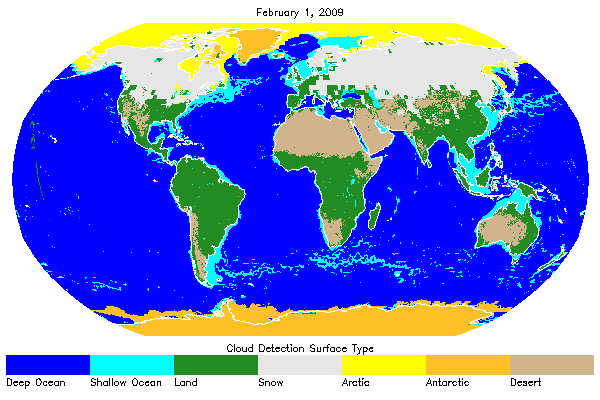 February 1, 2009
Cloud Detection Surface Type
Deep Ocean Shallow Ocean Land Snow Arctic Antarctic Desert